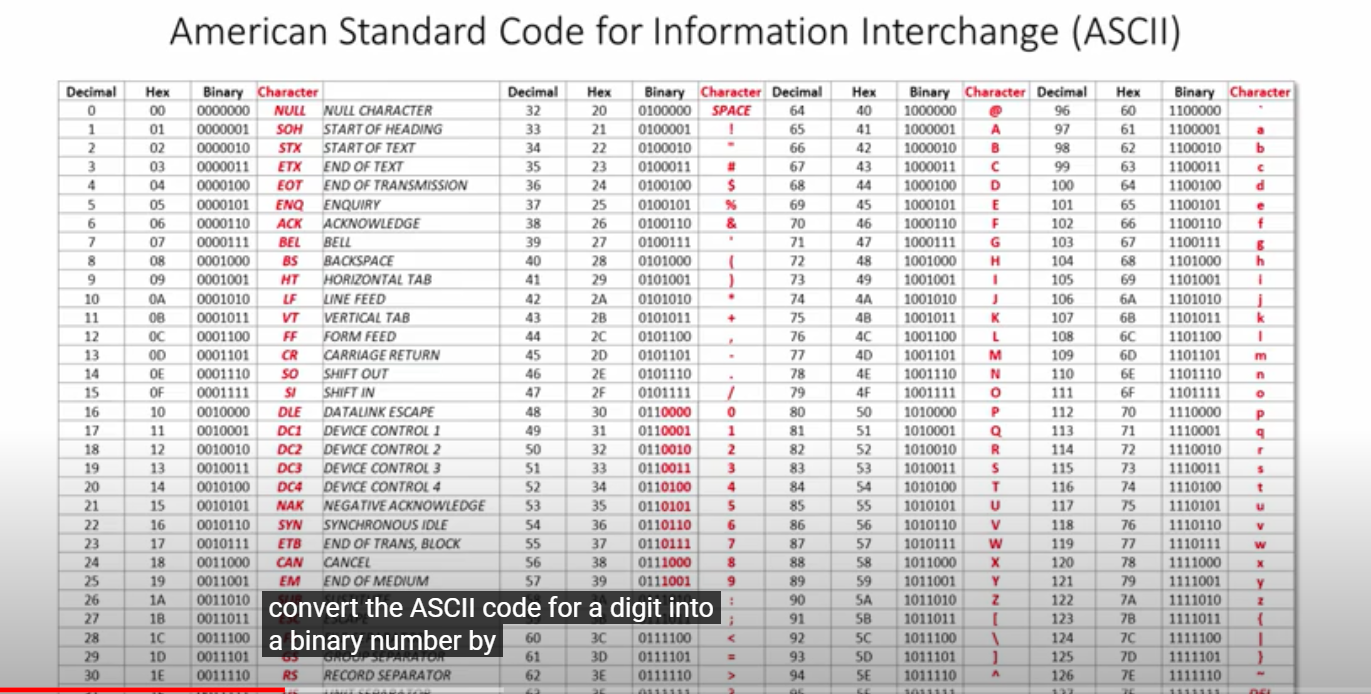 American Standard Code for Information Interchange (ASCII)
Decimal Hex Binary Character Decimal Hex Binary Character Decimal Hex Binary Character Decimal Hex Binary Character
0 00 0000000 NULL NULL CHARACTER 32 20 0100000 SPACE 64 40 1000000 @ 96 60 1100000 `
1 01 0000001 SOH START OF HEADING 33 21 0100001 ! 65 41 1000001 A 97 61 1100001 a
2 02 0000010 STX START OF TEXT 34 22 0100010 " 66 42 1000010 B 98 62 1100010 b
3 03 0000011 ETX END OF TEXT 35 23 0100011 # 67 43 1000011 C 99 63 1100011 c
4 04 0000100 EOT END OF TRANSMISSION 36 24 0100100 $ 68 44 1000100 D 100 64 1100100 d
5 05 0000101 ENQ ENQUIRY 37 25 0100101 % 69 45 1000101 E 101 65 1100101 e
6 06 0000110 ACK ACKNOWLEDGE 38 26 0100110 & 70 46 1000110 F 102 66 1100110 f
7 07 0000111 BEL BELL 39 27 0100111 ' 71 47 1000111 G 103 67 1100111 g
8 08 0001000 BS BACKSPACE 40 28 0101000 ( 72 48 1001000 H 104 68 1101000 h
9 09 0001001 HT HORIZONTAL TAB 41 29 0101001 ) 73 49 1001001 I 105 69 1101001 i
10 0A 0001010 LF LINE FEED 42 2A 0101010 * 74 4A 1001010 J 106 6A 1101010 j
11 0B 0001011 VT VERTICAL TAB 43 2B 0101011 + 75 4B 1001011 K 107 6B 1101011 k
12 0C 0001100 FF FORM FEED 44 2C 0101100 , 76 4C 1001100 L 108 6C 1101100 l
13 0D 0001101 CR CARRIAGE RETURN 45 2D 0101101 - 77 4D 1001101 M 109 6D 1101101 m
14 0E 0001110 SO SHIFT OUT 46 2E 0101110 . 78 4E 1001110 N 110 6E 1101110 n
15 0F 0001111 SI SHIFT IN 47 2F 0101111 / 79 4F 1001111 O 111 6F 1101111 o
16 10 0010000 DLE DATALINK ESCAPE 48 30 0110000 0 80 50 1010000 P 112 70 1110000 p
17 11 0010001 DC1 DEVICE CONTROL 1 49 31 0110001 1 81 51 1010001 Q 113 71 1110001 q
18 12 0010010 DC2 DEVICE CONTROL 2 50 32 0110010 2 82 52 1010010 R 114 72 1110010 r
19 13 0010011 DC3 DEVICE CONTROL 3 51 33 0110011 3 83 53 1010011 S 115 73 1110011 s
20 14 0010100 DC4 DEVICE CONTROL 4 52 34 0110100 4 84 54 1010100 T 116 74 1110100 t
21 15 0010101 NAK NEGATIVE ACKNOWLEDGE 53 35 0110101 5 85 55 1010101 U 117 75 1110101 u
22 16 0010110 SYN SYNCHRONOUS IDLE 54 36 0110110 6 86 56 1010110 V 118 76 1110110 v
23 17 0010111 ETB END OF TRANS, BLOCK 55 37 0110111 7 87 57 1010111 W 119 77 1110111 w
24 18 0011000 CAN CANCEL 56 38 0111000 8 88 58 1011000 X 120 78 1111000 x
25 19 0011001 EM END OF MEDIUM 57 39 0111001 9 89 59 1011001 Y 121 79 1111001 y
26 1A 0011010 : 90 5A 1011010 Z 122 7A 1111010 z
27 1B 0011011 ; 91 5B 1011011 [ 123 7B 1111011 {
28 1C 0011100 60 3C 0111100 < 92 5C 1011100 \ 124 7C 1111100 |
29 1D 0011101 GS GROUP SEPARATOR 61 3D 0111101 = 93 5D 1011101 ] 125 7D 1111101 }
30 1E 0011110 RS RECORD SEPARATOR 62 3E 0111110 > 94 5E 1011110 ^ 126 7E 1111110 ~
convert the ASCII code for a digit into
a binary number by